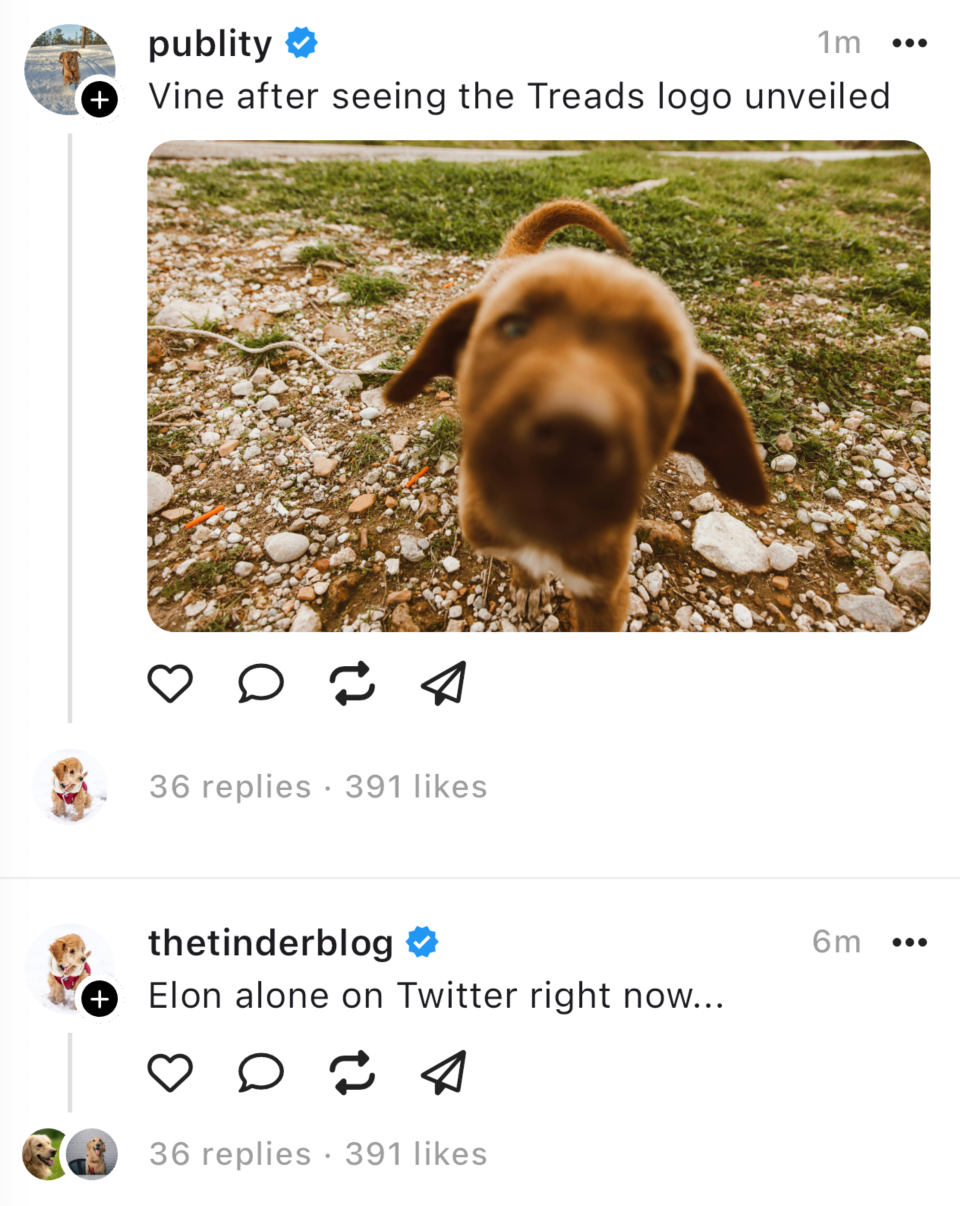 publity 1m
Vine after seeing the Treads logo unveiled
36 replies · 391 likes
thetinderblog 6m
Elon alone on Twitter right now...
36 replies · 391 likes